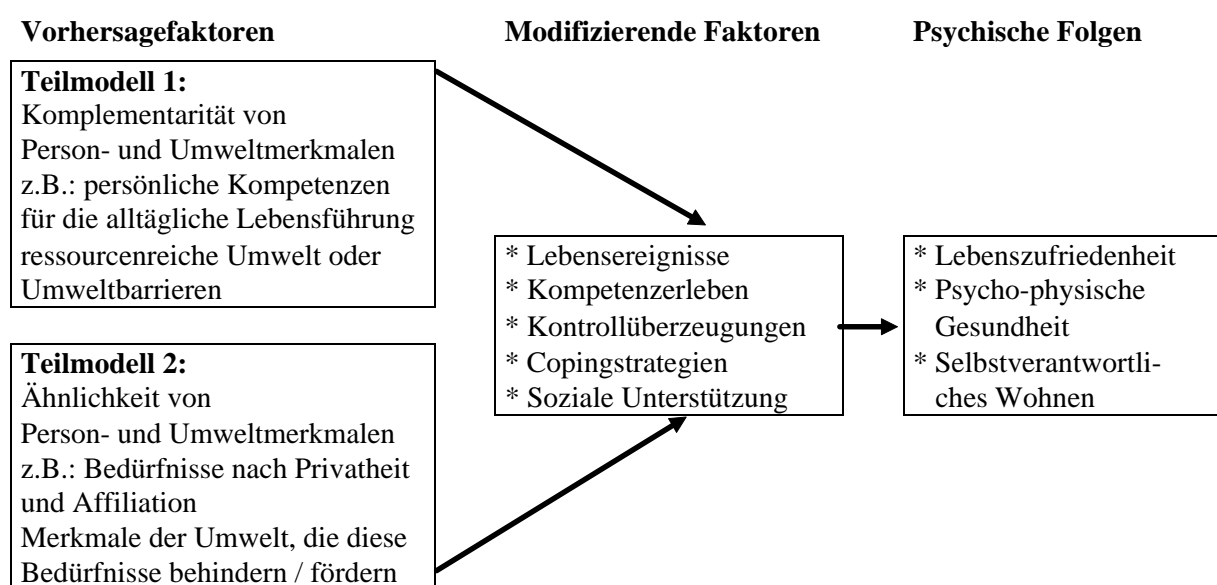 Vorhersagefaktoren
Modifizierende Faktoren
Psychische Folgen
Teilmodell 1:
Komplementarität von
Person- und Umweltmerkmalen
z.B.: persönliche Kompetenzen
für die alltägliche Lebensführung
ressourcenreiche Umwelt oder
Umweltbarrieren
Teilmodell 2:
Ähnlichkeit von
Person- und Umweltmerkmalen
z.B.: Bedürfnisse nach Privatheit
und Affiliation
Merkmale der Umwelt, die diese
Bedürfnisse behindern / fördern
* Lebensereignisse
* Kompetenzerleben
* Kontrollüberzeugungen
* Copingstrategien
* Soziale Unterstützung
* Lebenszufriedenheit
* Psycho-physische
Gesundheit
* Selbstverantwortli-
ches Wohnen